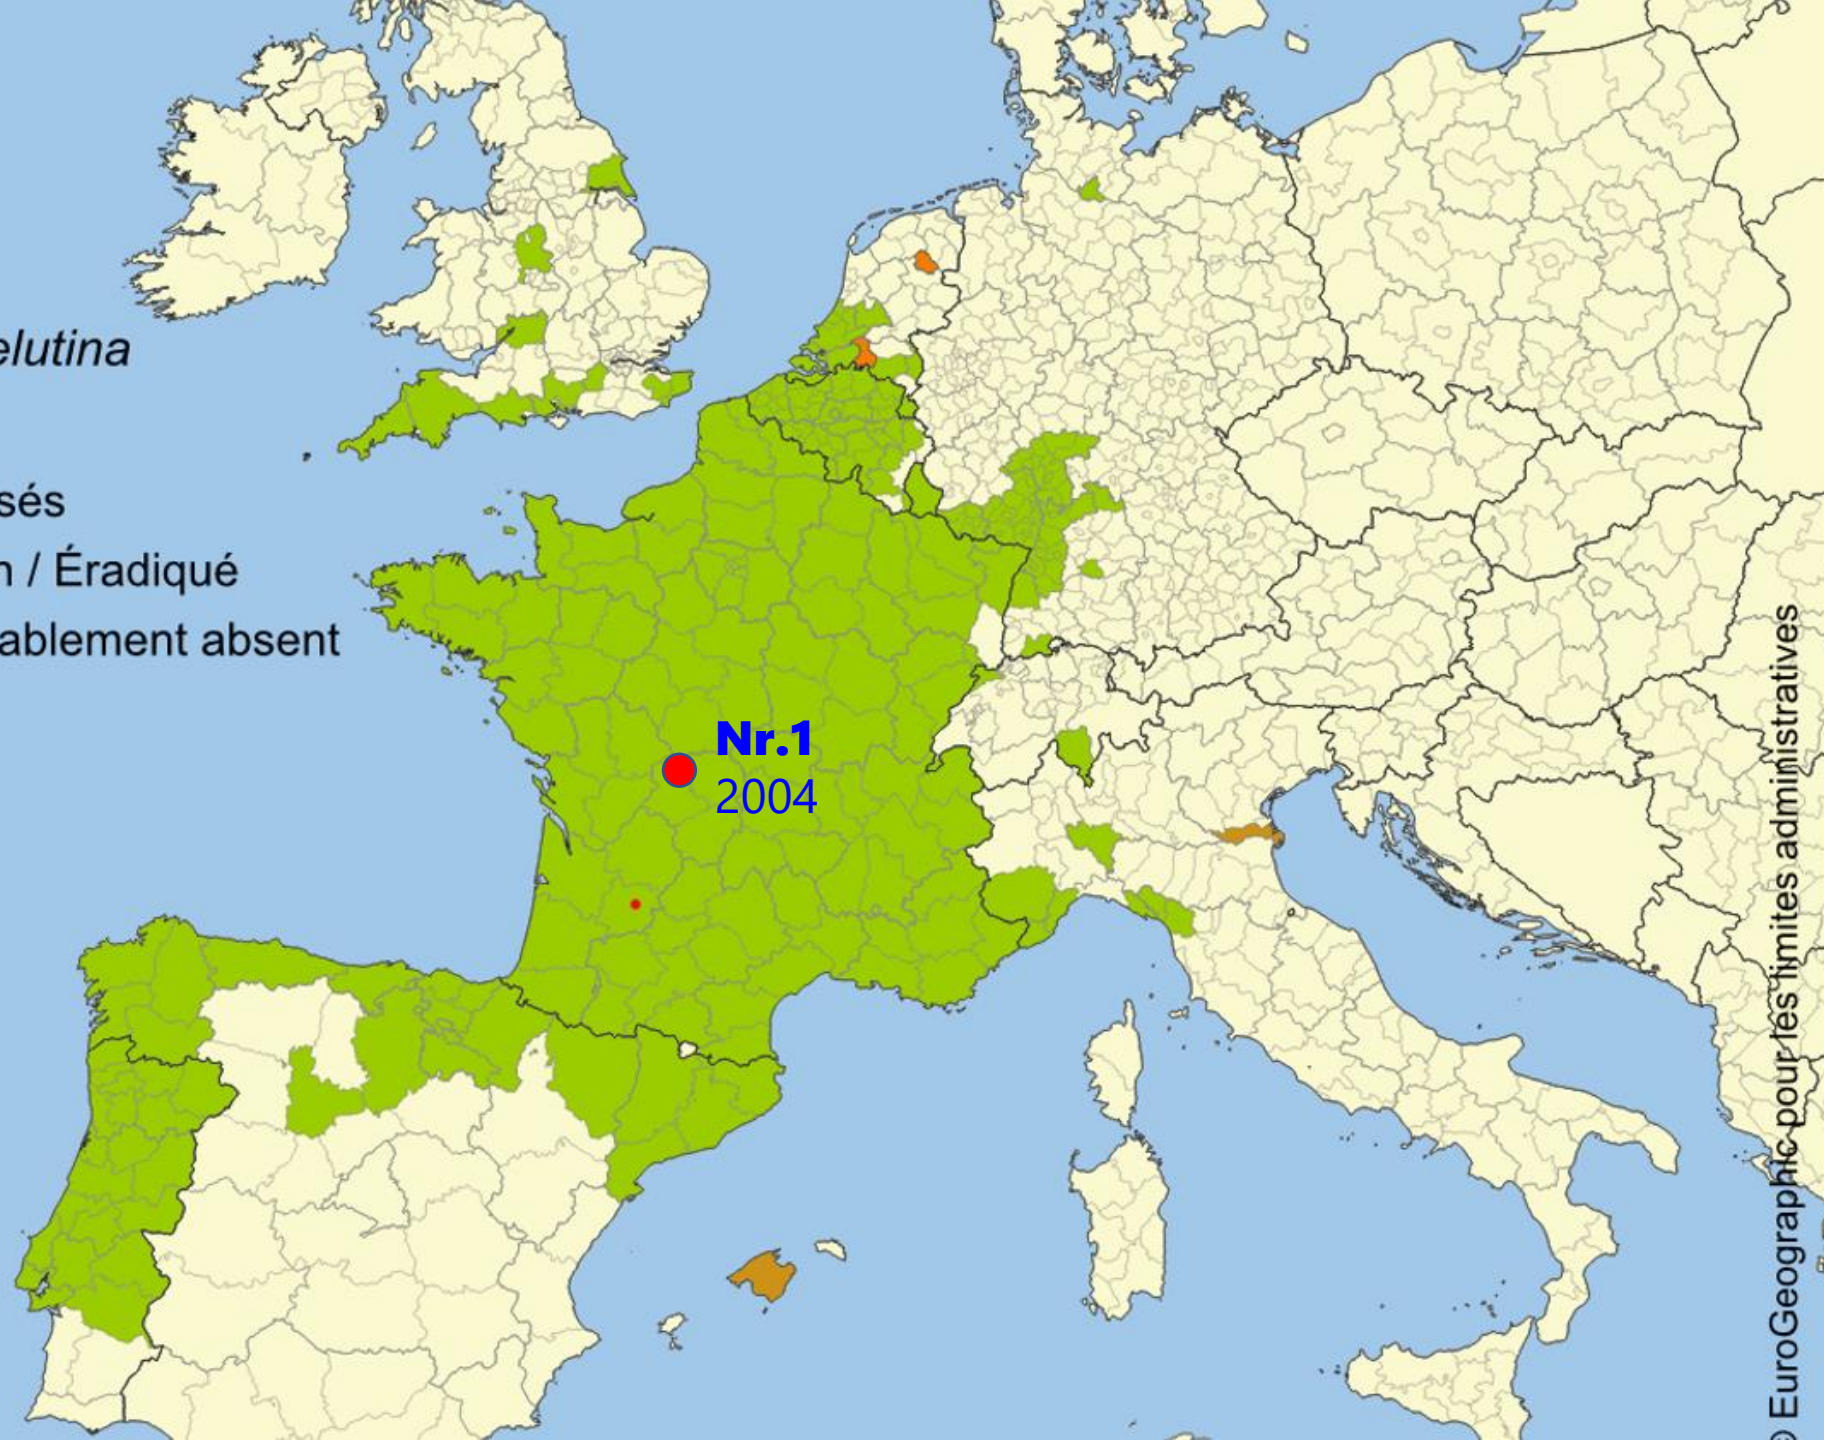 elutina
sés
n / Éradiqué
ablement absent
Nr.1
2004
© EuroGeographic pour les limites administratives